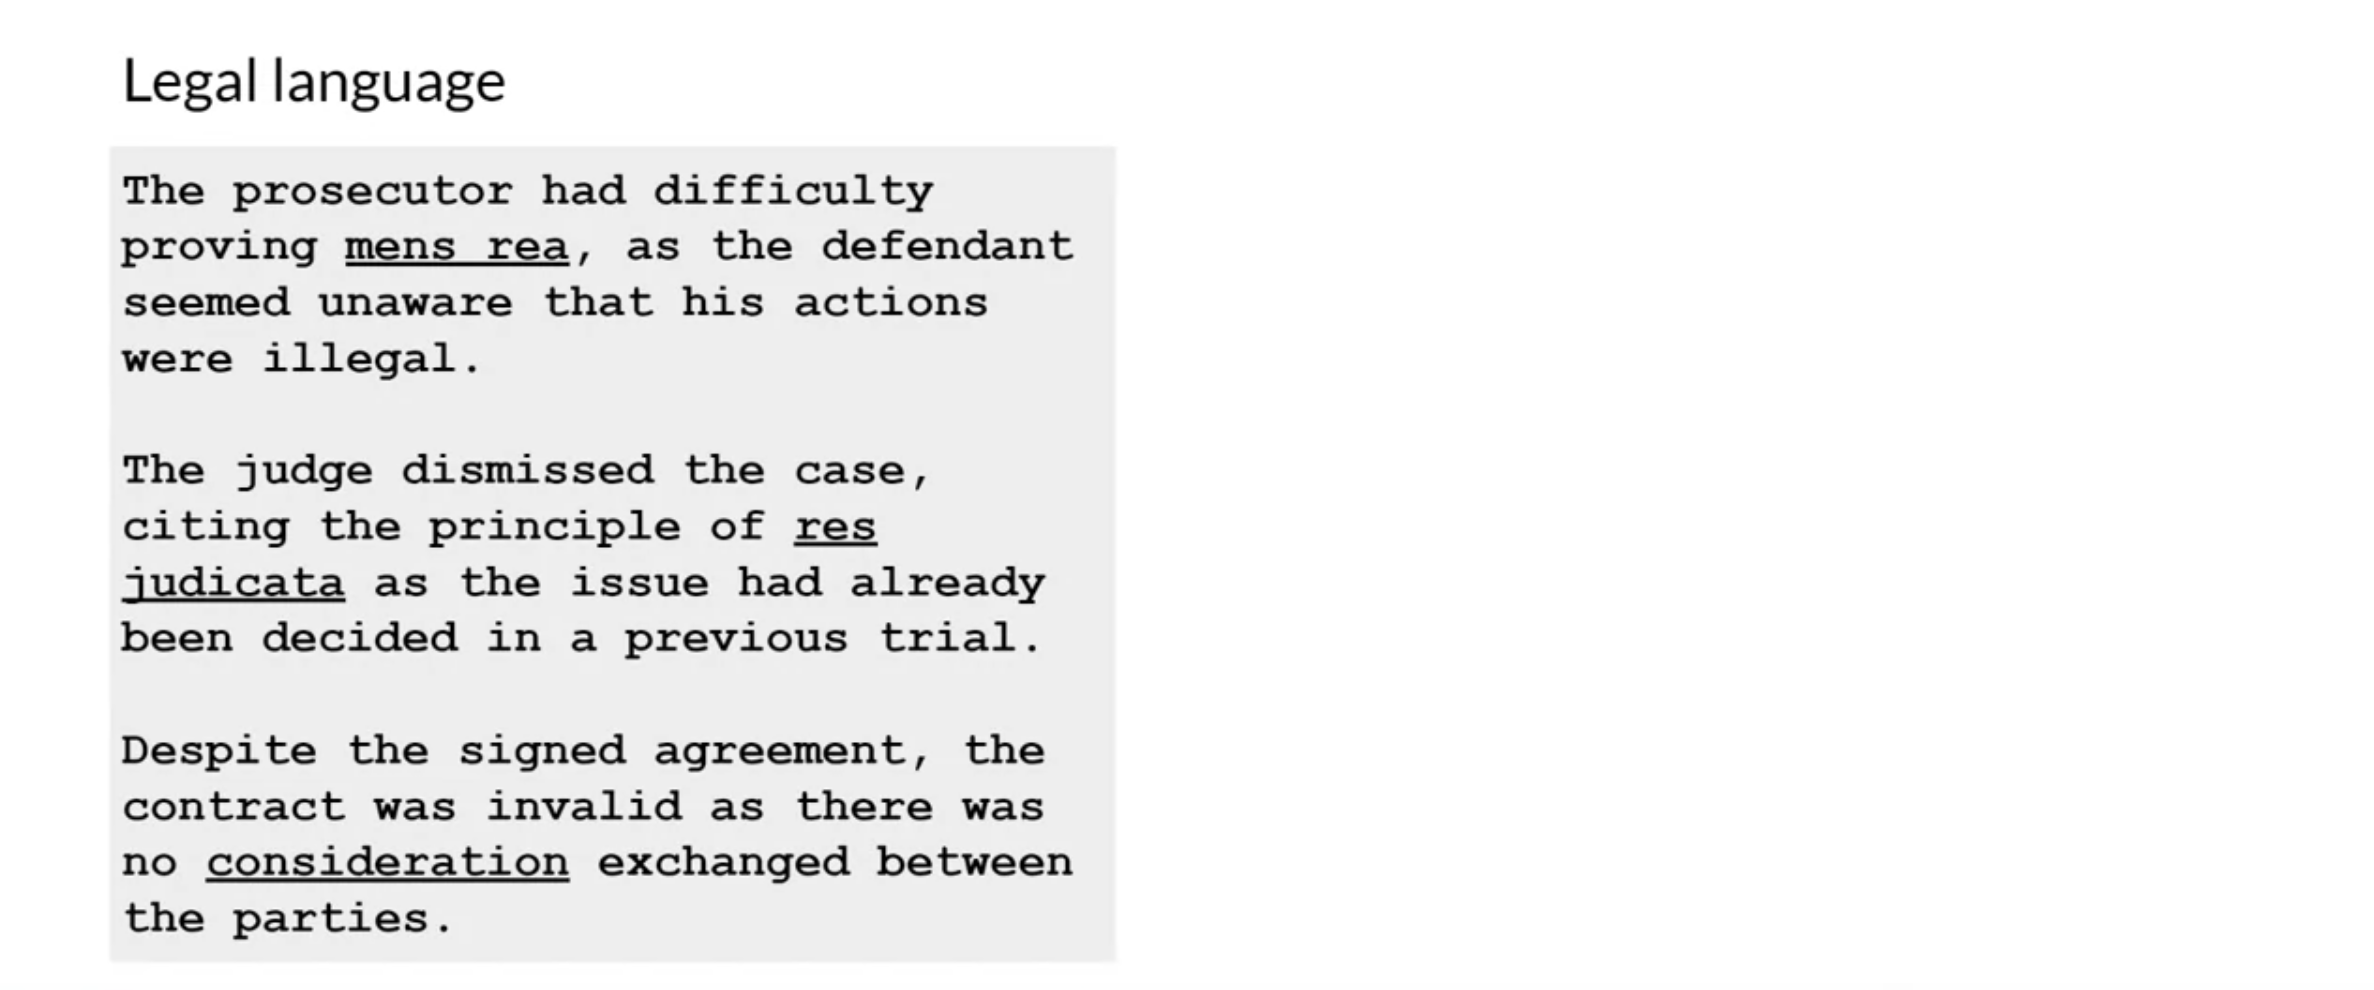 Legal language
The prosecutor had difficulty
proving mens rea, as the defendant
seemed unaware that his actions
were illegal.
The judge dismissed the case,
citing the principle of res
judicata as the issue had already
been decided in a previous trial.
Despite the signed agreement, the
contract was invalid as there was
no consideration exchanged between
the parties.